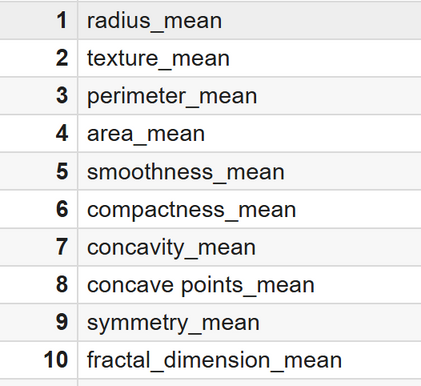 1 radius_mean
2 texture_mean
3 perimeter_mean
4 area_mean
5 smoothness_mean
6 compactness_mean
7 concavity_mean
8 concave points_mean
9 symmetry_mean
10 fractal_dimension_mean